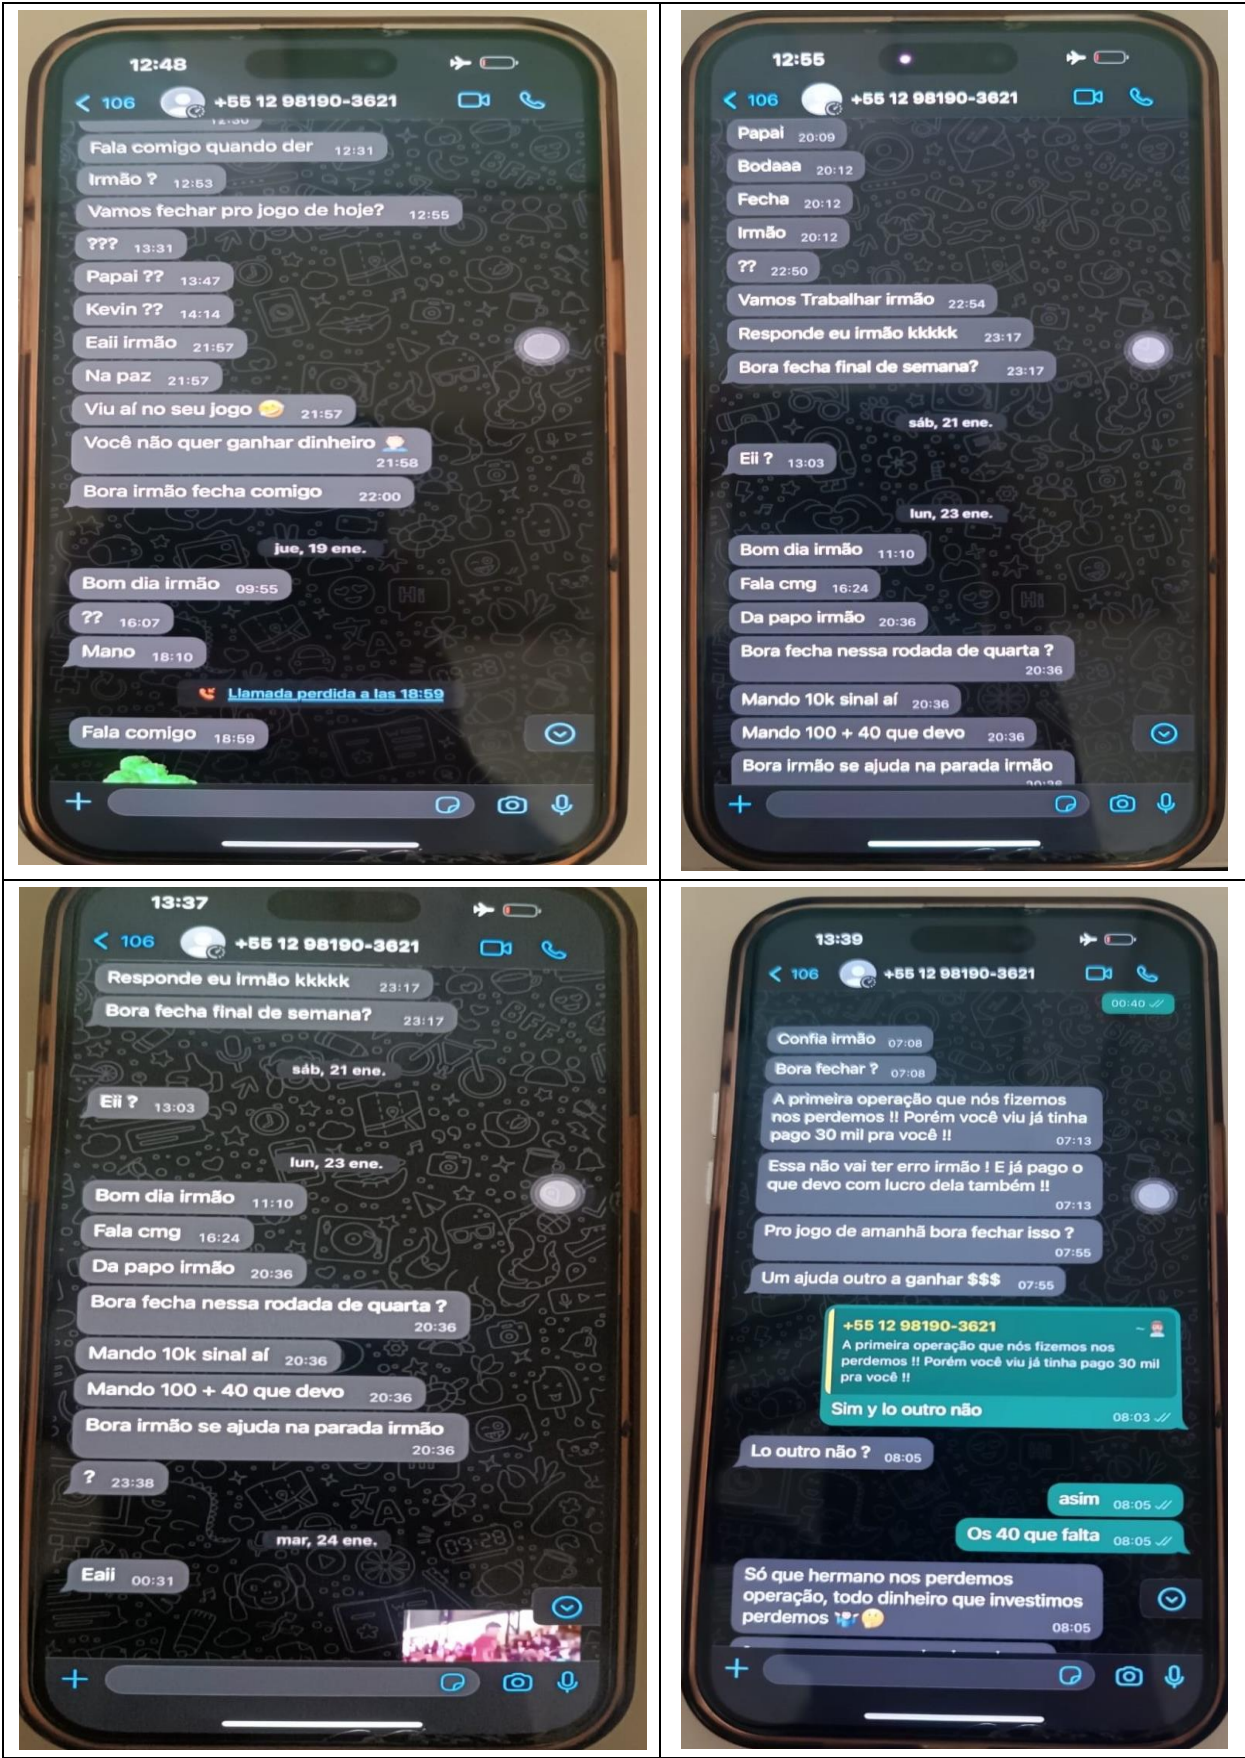 12:48
106
+55 12 98190-3621
12:30
Fala comigo quando der 12:31
Irmão ? 12:53
Vamos fechar pro jogo de hoje? 12:55
??? 13:31
Papai ?? 13:47
Kevin ?? 14:14
Eaii irmão 21:57
Na paz 21:57
Viu aí no seu jogo 🤣 21:57
Você não quer ganhar dinheiro 🤦🏻‍♂️
21:58
Bora irmão fecha comigo 22:00
jue, 19 ene.
Bom dia irmão 09:55
?? 16:07
Mano 18:10
Llamada perdida a las 18:59
Fala comigo 18:59
12:55
106
+55 12 98190-3621
Papai 20:09
Bodaaa 20:12
Fecha 20:12
Irmão 20:12
?? 22:50
Vamos Trabalhar irmão 22:54
Responde eu irmão kkkkk 23:17
Bora fecha final de semana? 23:17
sáb, 21 ene.
Eii ? 13:03
lun, 23 ene.
Bom dia irmão 11:10
Fala cmg 16:24
Da papo irmão 20:36
Bora fecha nessa rodada de quarta ?
20:36
Mando 10k sinal aí 20:36
Mando 100 + 40 que devo 20:36
Bora irmão se ajuda na parada irmão
20:36
13:37
106
+55 12 98190-3621
Responde eu irmão kkkkk 23:17
Bora fecha final de semana? 23:17
sáb, 21 ene.
Eii ? 13:03
lun, 23 ene.
Bom dia irmão 11:10
Fala cmg 16:24
Da papo irmão 20:36
Bora fecha nessa rodada de quarta ?
20:36
Mando 10k sinal aí 20:36
Mando 100 + 40 que devo 20:36
Bora irmão se ajuda na parada irmão
20:36
? 23:38
mar, 24 ene.
Eaii 00:31
13:39
106
+55 12 98190-3621
00:40
Confia irmão 07:08
Bora fechar ? 07:08
A primeira operação que nós fizemos
nos perdemos !! Porém você viu já tinha
pago 30 mil pra você !!
07:13
Essa não vai ter erro irmão ! E já pago o
que devo com lucro dela também !!
07:13
Pro jogo de amanhã bora fechar isso ?
07:55
Um ajuda outro a ganhar $$$ 07:55
+55 12 98190-3621 ~
A primeira operação que nós fizemos nos
perdemos !! Porém você viu já tinha pago 30 mil
pra você !!
Sim y lo outro não 08:03
Lo outro não ? 08:05
asim 08:05
Os 40 que falta 08:05
Só que hermano nos perdemos
operação, todo dinheiro que investimos
perdemos 🤷🏻‍♂️🤔
08:05